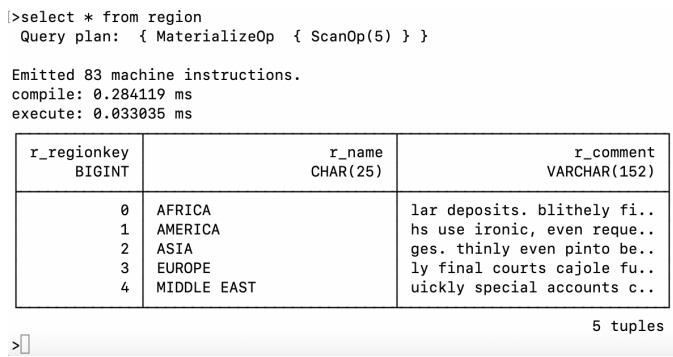 >select * from region
Query plan:  { MaterializeOp  { ScanOp(5) } }
Emitted 83 machine instructions.
compile: 0.284119 ms
execute: 0.033035 ms
r_regionkey r_name r_comment
BIGINT CHAR(25) VARCHAR(152)
0 AFRICA lar deposits. blithely fi..
1 AMERICA hs use ironic, even reque..
2 ASIA ges. thinly even pinto be..
3 EUROPE ly final courts cajole fu..
4 MIDDLE EAST uickly special accounts c..
5 tuples
>